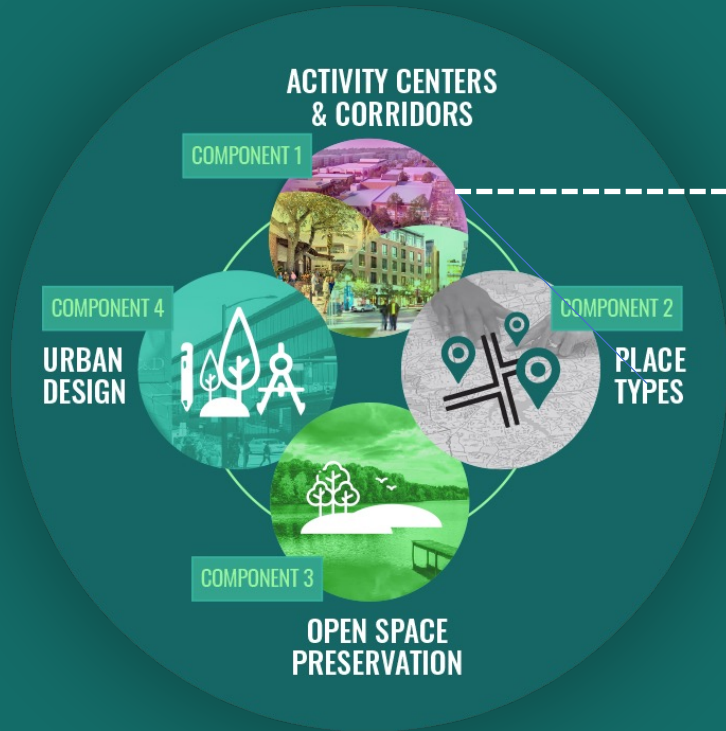 ACTIVITY CENTERS
& CORRIDORS
COMPONENT 1
COMPONENT 4
URBAN
DESIGN
COMPONENT 2
PLACE
TYPES
COMPONENT 3
OPEN SPACE
PRESERVATION